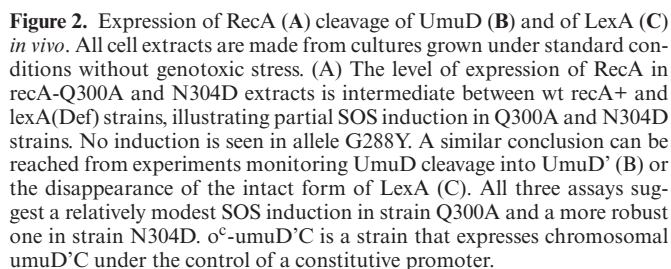 Figure 2. Expression of RecA (A) cleavage of UmuD (B) and of LexA (C)
in vivo. All cell extracts are made from cultures grown under standard con-
ditions without genotoxic stress. (A) The level of expression of RecA in
recA-Q300A and N304D extracts is intermediate between wt recA+ and
lexA(Def) strains, illustrating partial SOS induction in Q300A and N304D
strains. No induction is seen in allele G288Y. A similar conclusion can be
reached from experiments monitoring UmuD cleavage into UmuD’ (B) or
the disappearance of the intact form of LexA (C). All three assays sug-
gest a relatively modest SOS induction in strain Q300A and a more robust
one in strain N304D. oᶜ-umuD’C is a strain that expresses chromosomal
umuD’C under the control of a constitutive promoter.